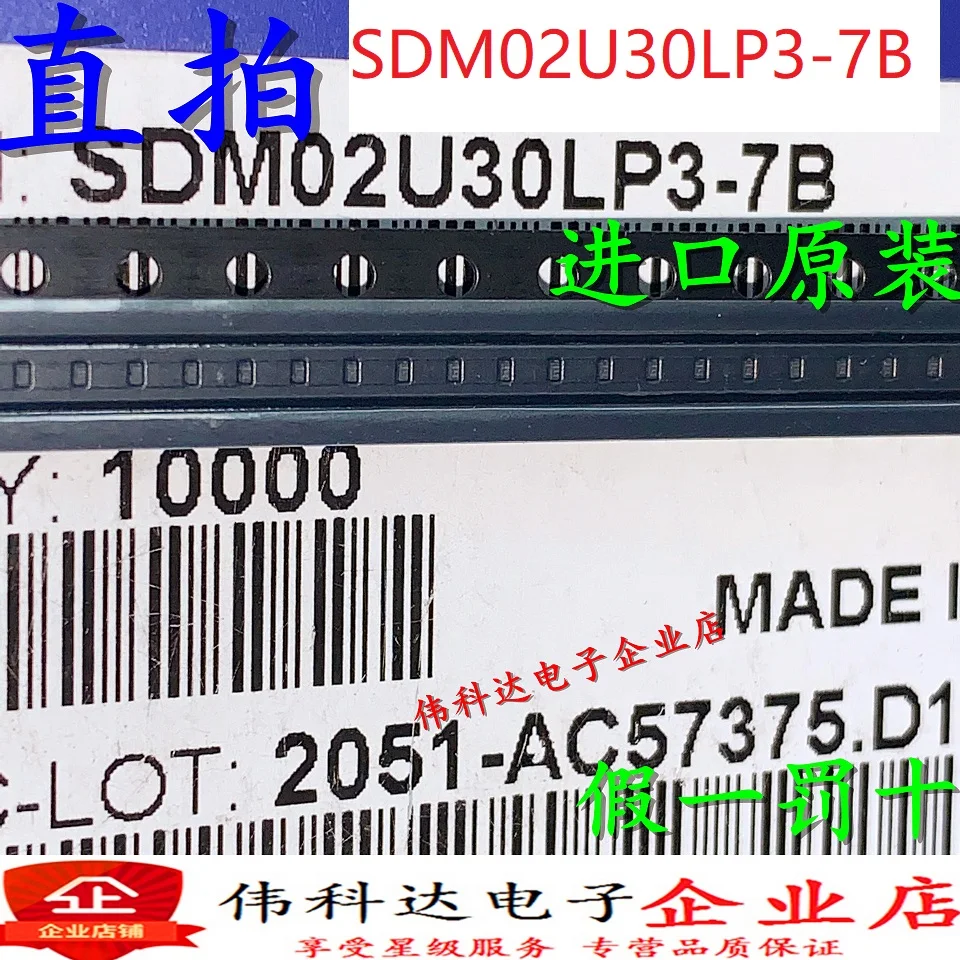 直拍
SDM02U30LP3-7B
SDM02U30LP3-7B
进口原装
Y: 10000
MADE I
伟科达电子企业店
C-LOT: 2051-AC57375.D1
假一罚十
企业店铺
伟科达电子企业店
享受星级服务 专营品质保证